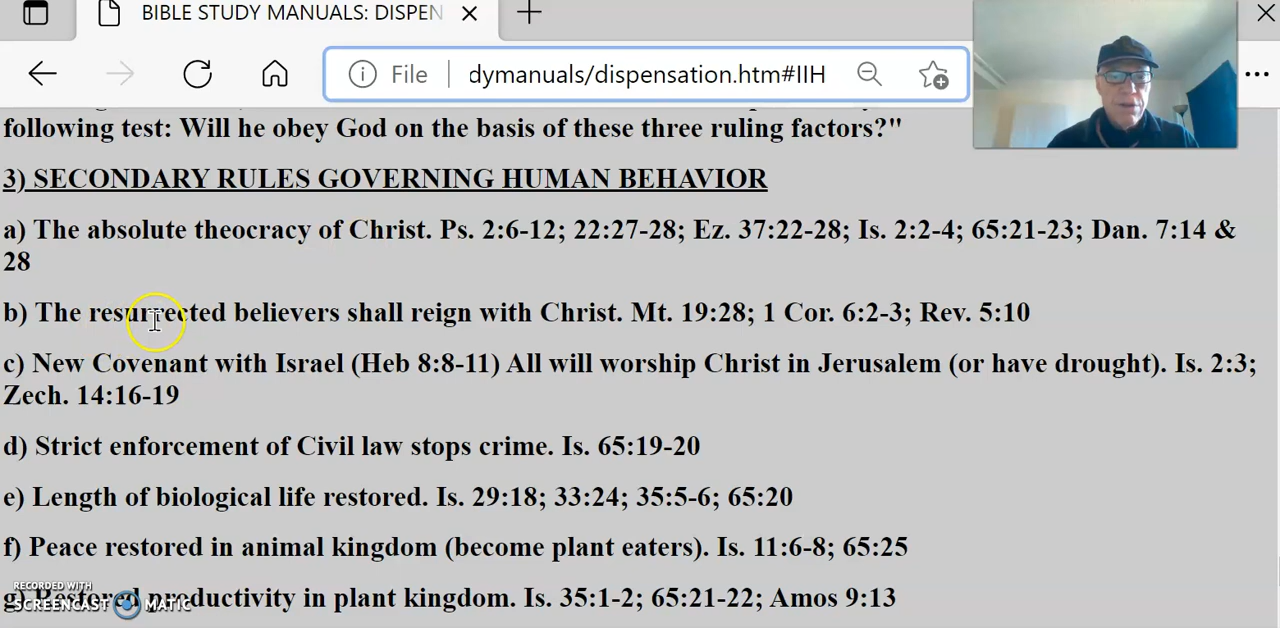 BIBLE STUDY MANUALS: DISPEN
File dymanuals/dispensation.htm#IIH
following test: Will he obey God on the basis of these three ruling factors?"
3) SECONDARY RULES GOVERNING HUMAN BEHAVIOR
a) The absolute theocracy of Christ. Ps. 2:6-12; 22:27-28; Ez. 37:22-28; Is. 2:2-4; 65:21-23; Dan. 7:14 &
28
b) The resurrected believers shall reign with Christ. Mt. 19:28; 1 Cor. 6:2-3; Rev. 5:10
c) New Covenant with Israel (Heb 8:8-11) All will worship Christ in Jerusalem (or have drought). Is. 2:3;
Zech. 14:16-19
d) Strict enforcement of Civil law stops crime. Is. 65:19-20
e) Length of biological life restored. Is. 29:18; 33:24; 35:5-6; 65:20
f) Peace restored in animal kingdom (become plant eaters). Is. 11:6-8; 65:25
g) Restored productivity in plant kingdom. Is. 35:1-2; 65:21-22; Amos 9:13
RECORDED WITH
SCREENCAST MATIC